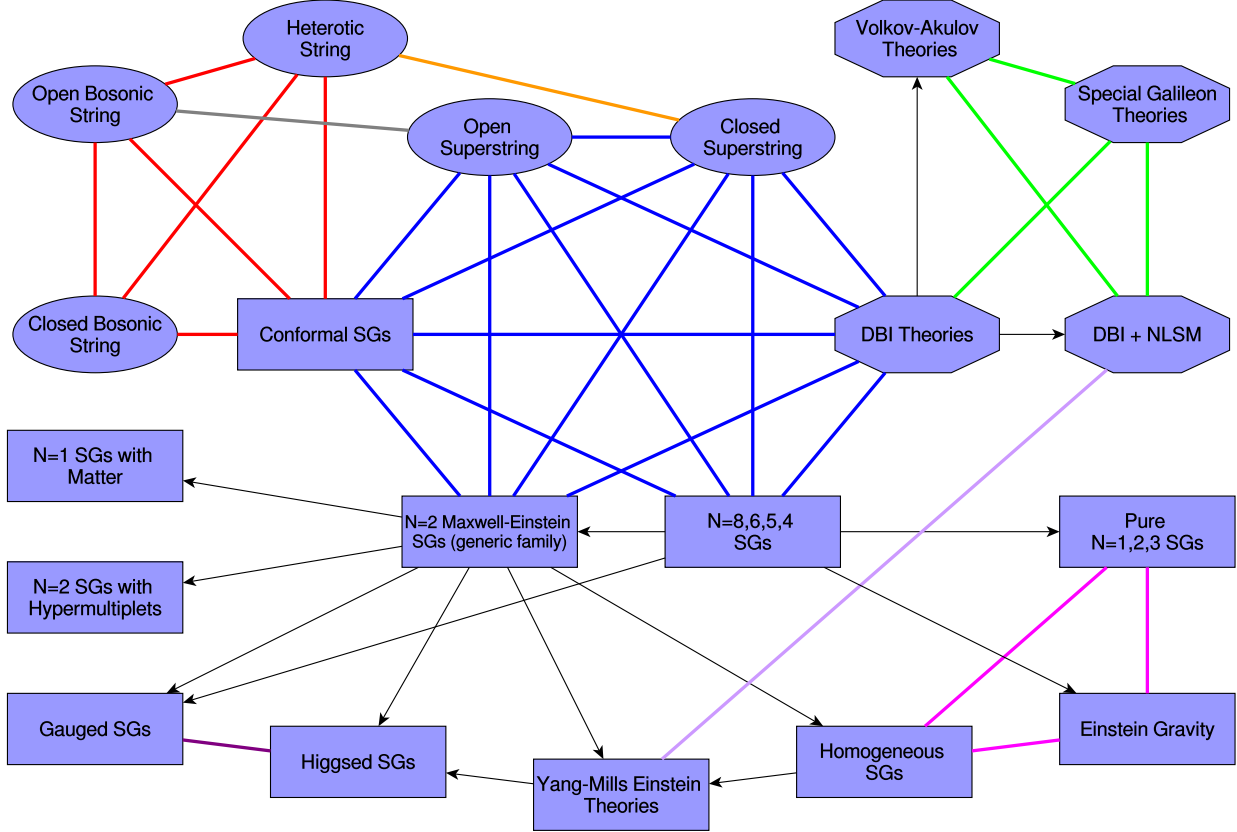 Heterotic
String
Volkov-Akulov
Theories
Open Bosonic
String
Special Galileon
Theories
Open
Superstring
Closed
Superstring
Closed Bosonic
String
Conformal SGs
DBI Theories
DBI + NLSM
N=1 SGs with
Matter
N=2 Maxwell-Einstein
SGs (generic family)
N=8,6,5,4
SGs
Pure
N=1,2,3 SGs
N=2 SGs with
Hypermultiplets
Gauged SGs
Higgsed SGs
Yang-Mills Einstein
Theories
Homogeneous
SGs
Einstein Gravity